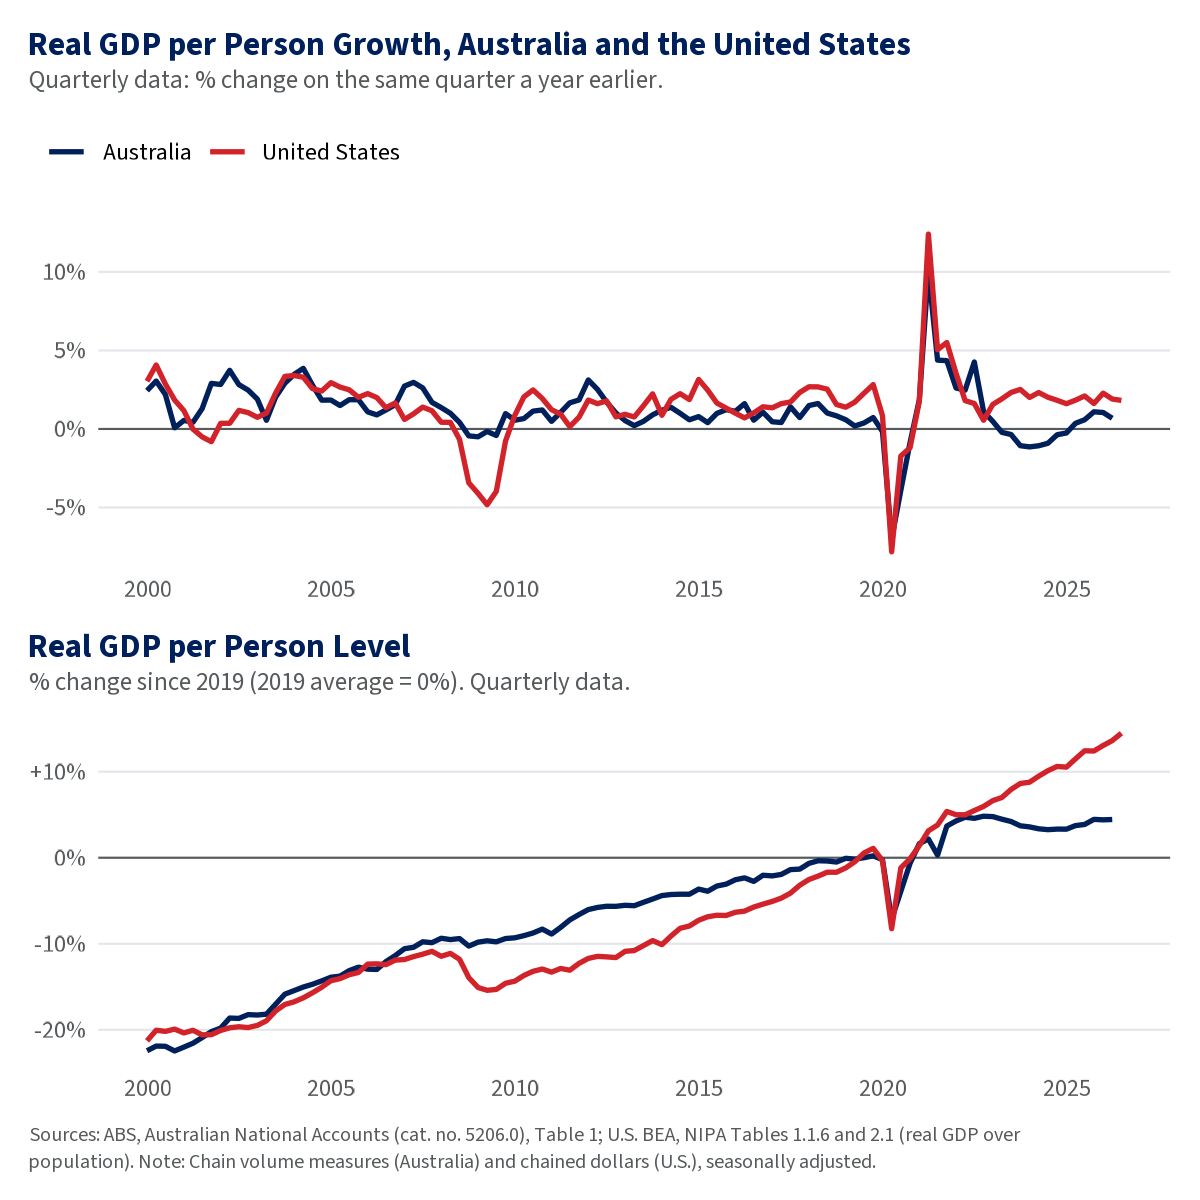 Real GDP per Person Growth, Australia and the United States
Quarterly data: % change on the same quarter a year earlier.
Australia United States
10%
5%
0%
-5%
2000 2005 2010 2015 2020 2025
Real GDP per Person Level
% change since 2019 (2019 average = 0%). Quarterly data.
+10%
0%
-10%
-20%
2000 2005 2010 2015 2020 2025
Sources: ABS, Australian National Accounts (cat. no. 5206.0), Table 1; U.S. BEA, NIPA Tables 1.1.6 and 2.1 (real GDP over
population). Note: Chain volume measures (Australia) and chained dollars (U.S.), seasonally adjusted.